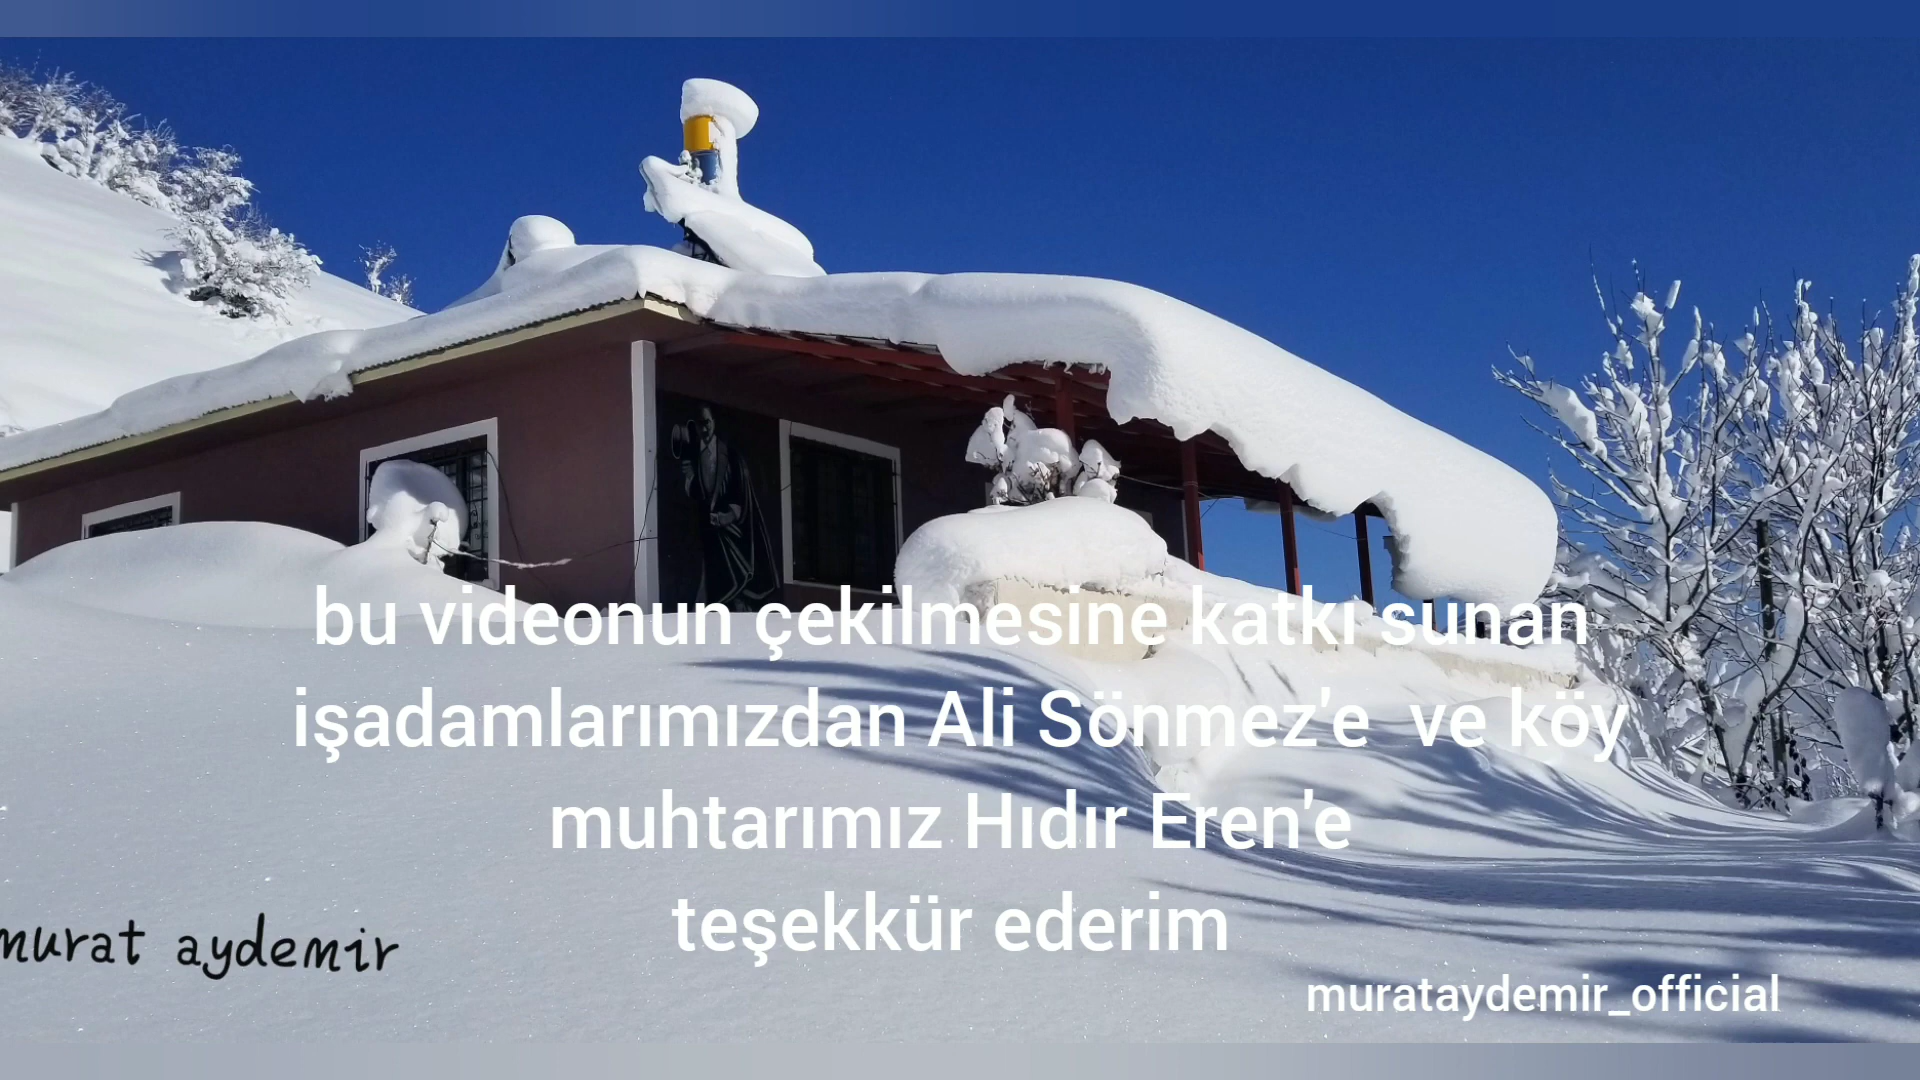 bu videonun çekilmesine katkı sunan
işadamlarımızdan Ali Sönmez'e ve köy
muhtarımız Hıdır Eren'e
teşekkür ederim
murat aydemir
murataydemir_official